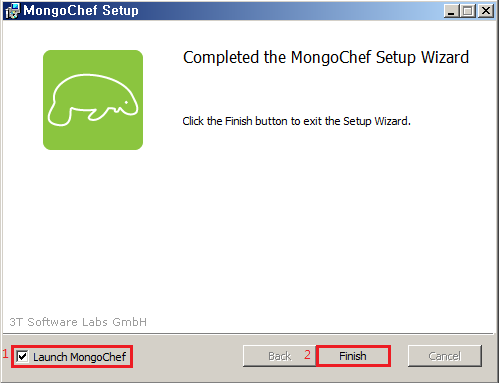 MongoChef Setup
Completed the MongoChef Setup Wizard
Click the Finish button to exit the Setup Wizard.
3T Software Labs GmbH
1 Launch MongoChef
Back 2 Finish Cancel